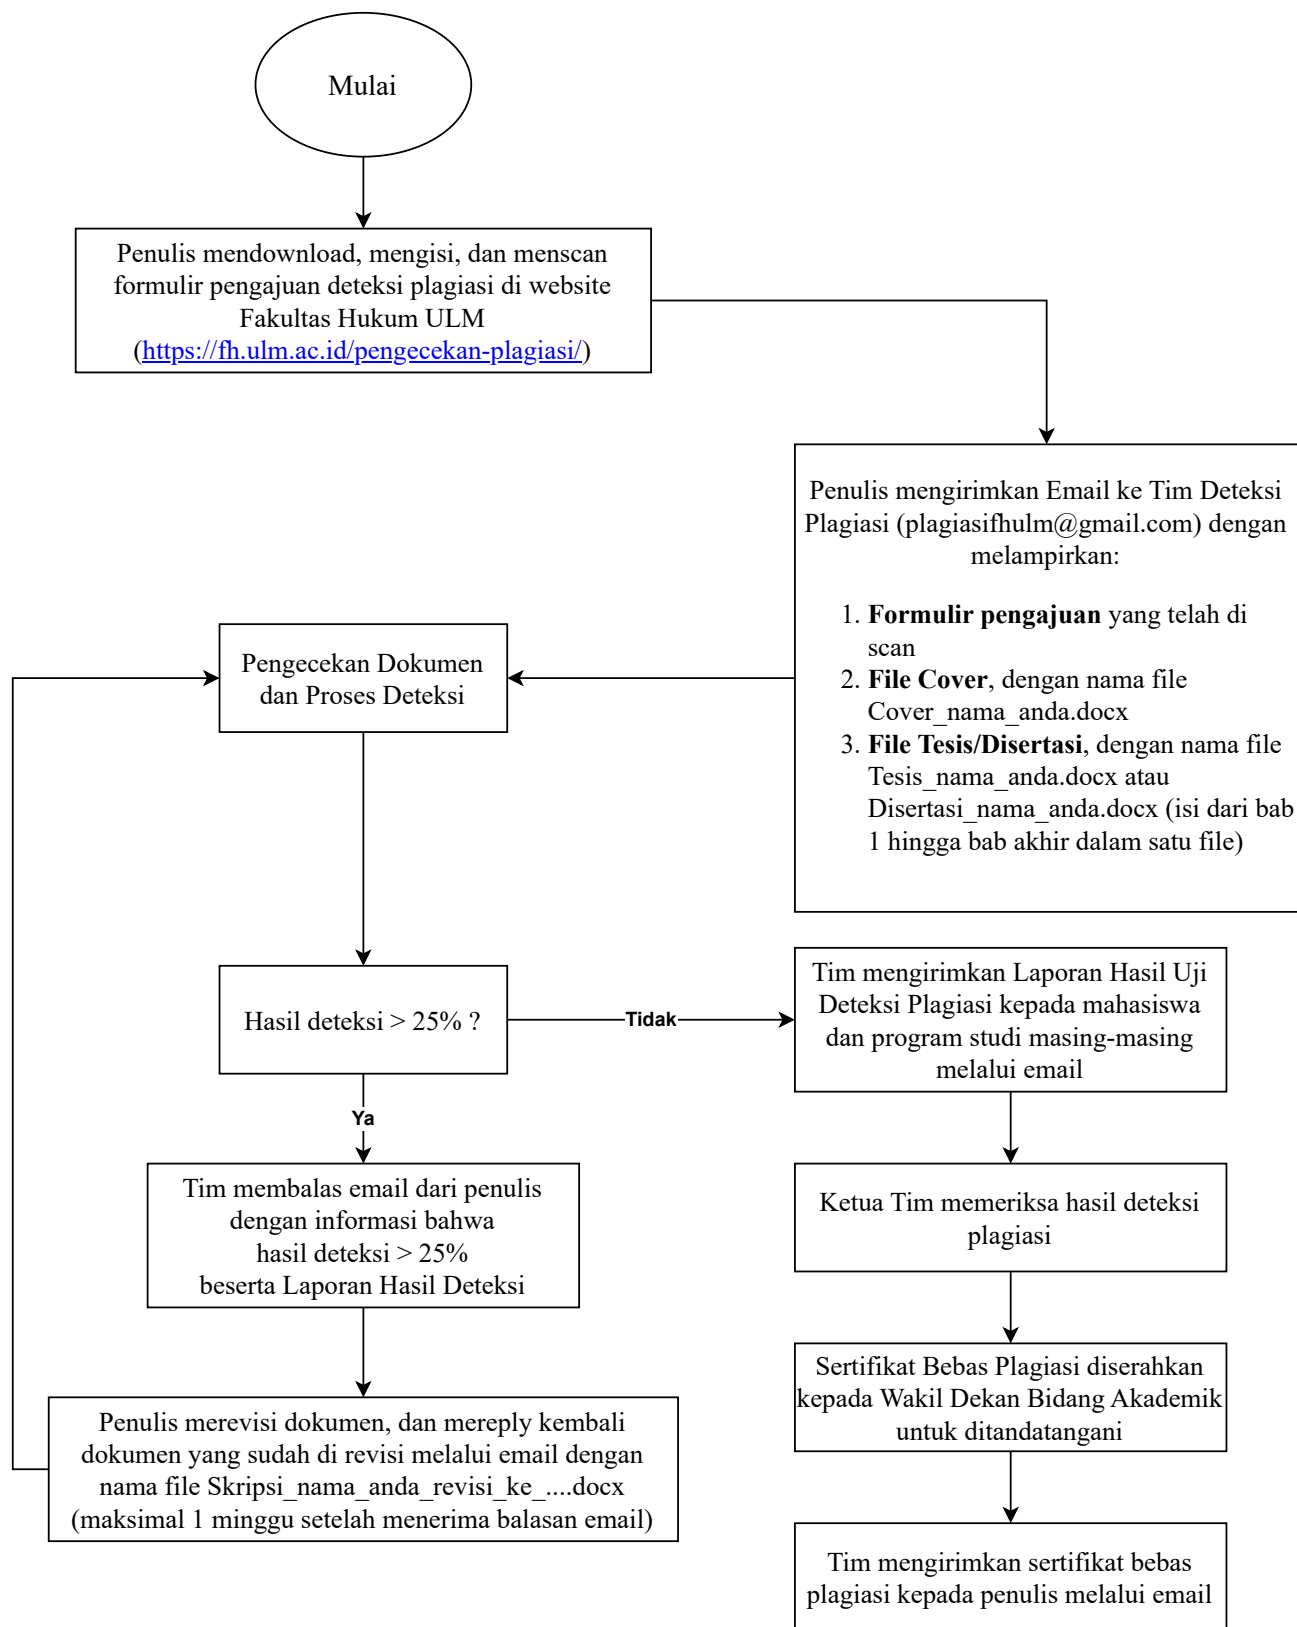 Mulai
Penulis mendownload, mengisi, dan menscan
formulir pengajuan deteksi plagiasi di website
Fakultas Hukum ULM
(https://fh.ulm.ac.id/pengecekan-plagiasi/)
Penulis mengirimkan Email ke Tim Deteksi
Plagiasi (plagiasifhulm@gmail.com) dengan
melampirkan:
1. Formulir pengajuan yang telah di
scan
2. File Cover, dengan nama file
Cover_nama_anda.docx
3. File Tesis/Disertasi, dengan nama file
Tesis_nama_anda.docx atau
Disertasi_nama_anda.docx (isi dari bab
1 hingga bab akhir dalam satu file)
Pengecekan Dokumen
dan Proses Deteksi
Hasil deteksi > 25% ?
Tidak
Tim mengirimkan Laporan Hasil Uji
Deteksi Plagiasi kepada mahasiswa
dan program studi masing-masing
melalui email
Ya
Tim membalas email dari penulis
dengan informasi bahwa
hasil deteksi > 25%
beserta Laporan Hasil Deteksi
Ketua Tim memeriksa hasil deteksi
plagiasi
Sertifikat Bebas Plagiasi diserahkan
kepada Wakil Dekan Bidang Akademik
untuk ditandatangani
Penulis merevisi dokumen, dan mereply kembali
dokumen yang sudah di revisi melalui email dengan
nama file Skripsi_nama_anda_revisi_ke_....docx
(maksimal 1 minggu setelah menerima balasan email)
Tim mengirimkan sertifikat bebas
plagiasi kepada penulis melalui email